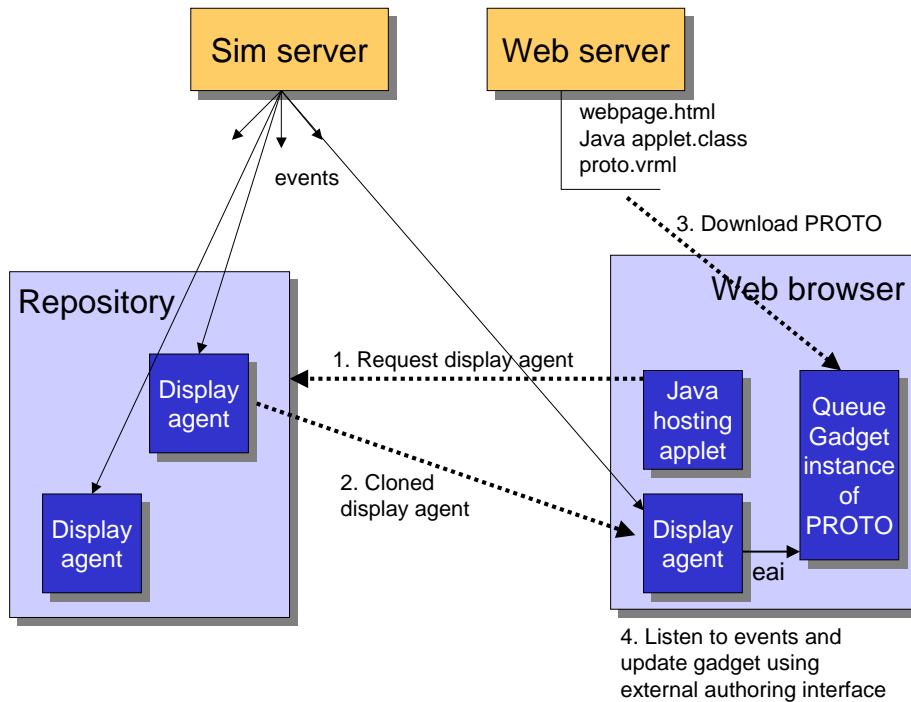 Sim server
Web server
webpage.html
Java applet.class
proto.vrml
events
3. Download PROTO
Repository
Web browser
1. Request display agent
Display
agent
Java
hosting
applet
Queue
Gadget
instance
of
PROTO
2. Cloned
display agent
Display
agent
Display
agent
eai
4. Listen to events and
update gadget using
external authoring interface